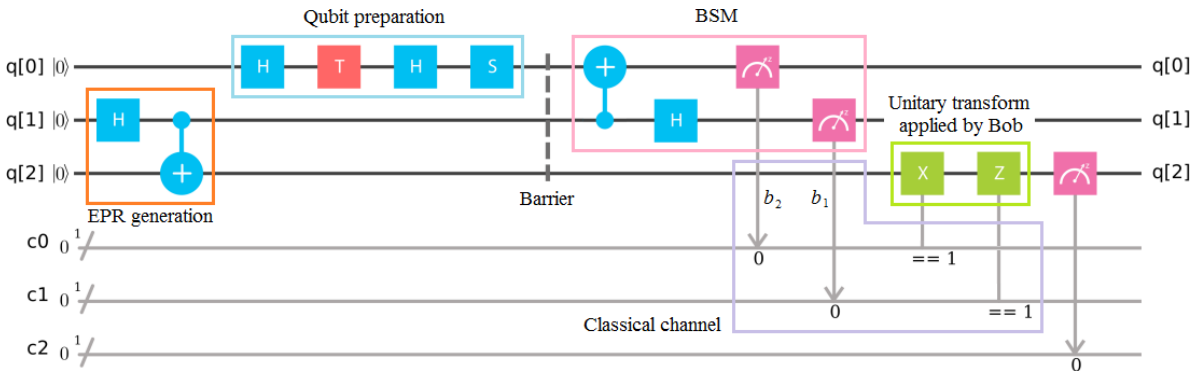 Qubit preparation
BSM
q[0] |0⟩ H T H S z q[0]
Unitary transform
applied by Bob
q[1] |0⟩ H H z q[1]
q[2] |0⟩ X Z z q[2]
EPR generation
Barrier
b₂ b₁
c0 0 1
0 == 1
c1 0 1
0 == 1
Classical channel
c2 0 1
0